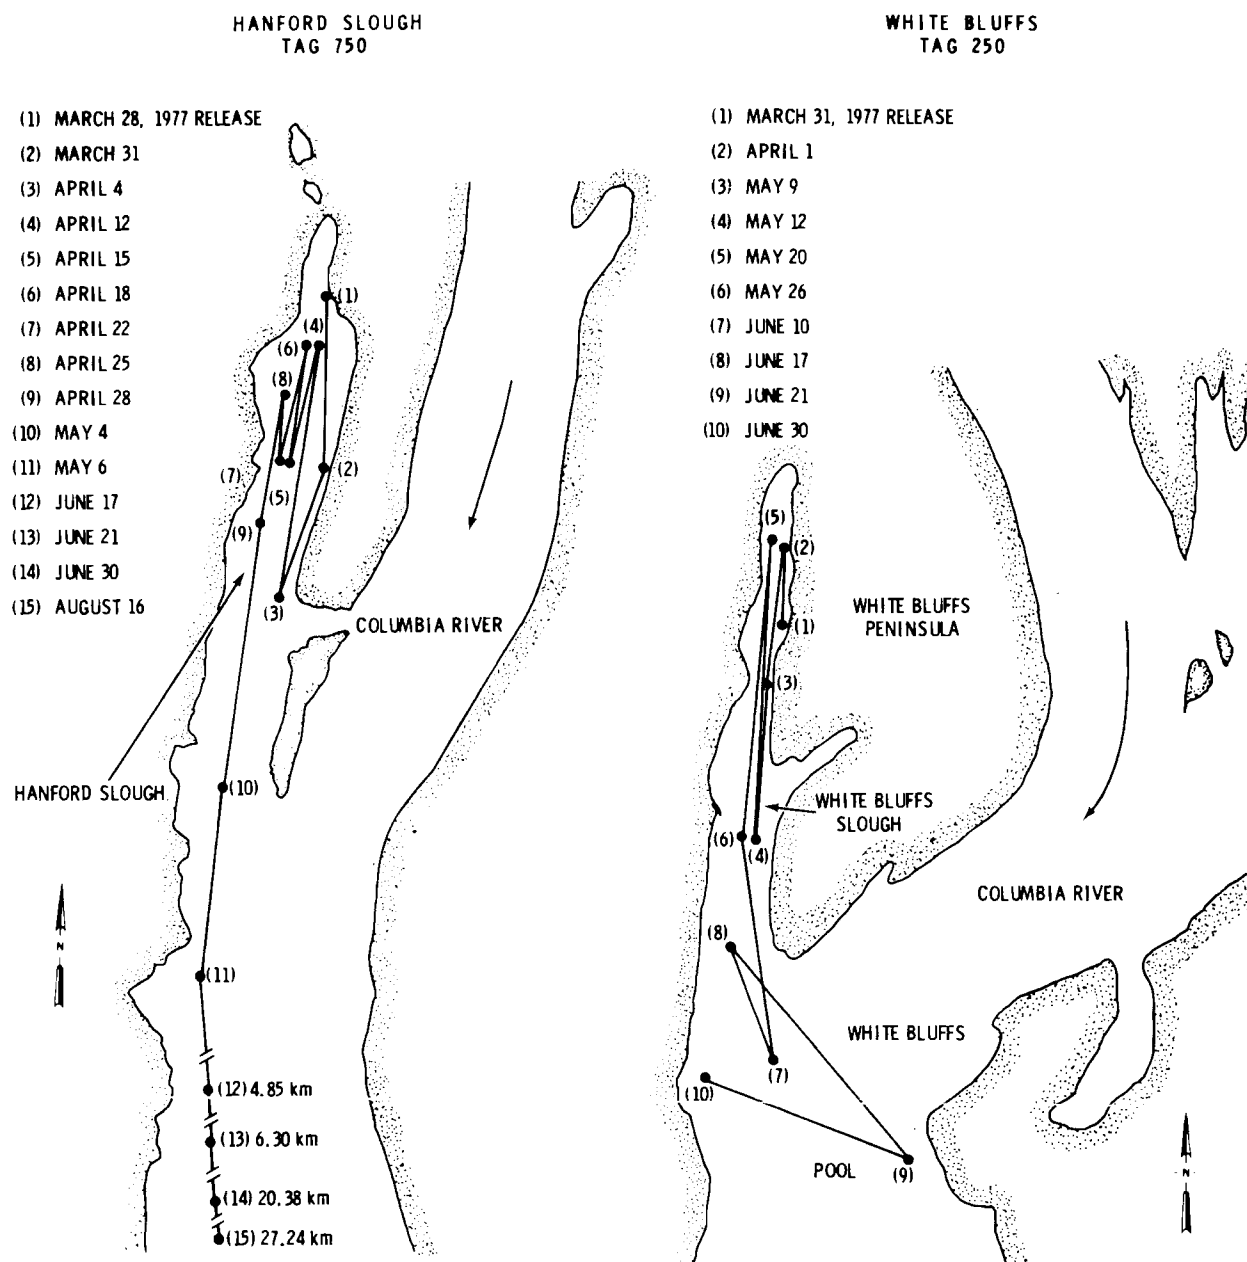 HANFORD SLOUGH
TAG 750
(1) MARCH 28, 1977 RELEASE
(2) MARCH 31
(3) APRIL 4
(4) APRIL 12
(5) APRIL 15
(6) APRIL 18
(7) APRIL 22
(8) APRIL 25
(9) APRIL 28
(10) MAY 4
(11) MAY 6
(12) JUNE 17
(13) JUNE 21
(14) JUNE 30
(15) AUGUST 16
(1)
(4)
(6)
(8)
(2)
(7)
(5)
(9)
(3)
COLUMBIA RIVER
HANFORD SLOUGH
(10)
N
(11)
(12) 4.85 km
(13) 6.30 km
(14) 20.38 km
(15) 27.24 km
WHITE BLUFFS
TAG 250
(1) MARCH 31, 1977 RELEASE
(2) APRIL 1
(3) MAY 9
(4) MAY 12
(5) MAY 20
(6) MAY 26
(7) JUNE 10
(8) JUNE 17
(9) JUNE 21
(10) JUNE 30
(5)
(2)
WHITE BLUFFS
PENINSULA
(1)
(3)
WHITE BLUFFS
SLOUGH
(6)
(4)
COLUMBIA RIVER
(8)
WHITE BLUFFS
(7)
(10)
POOL
(9)
N